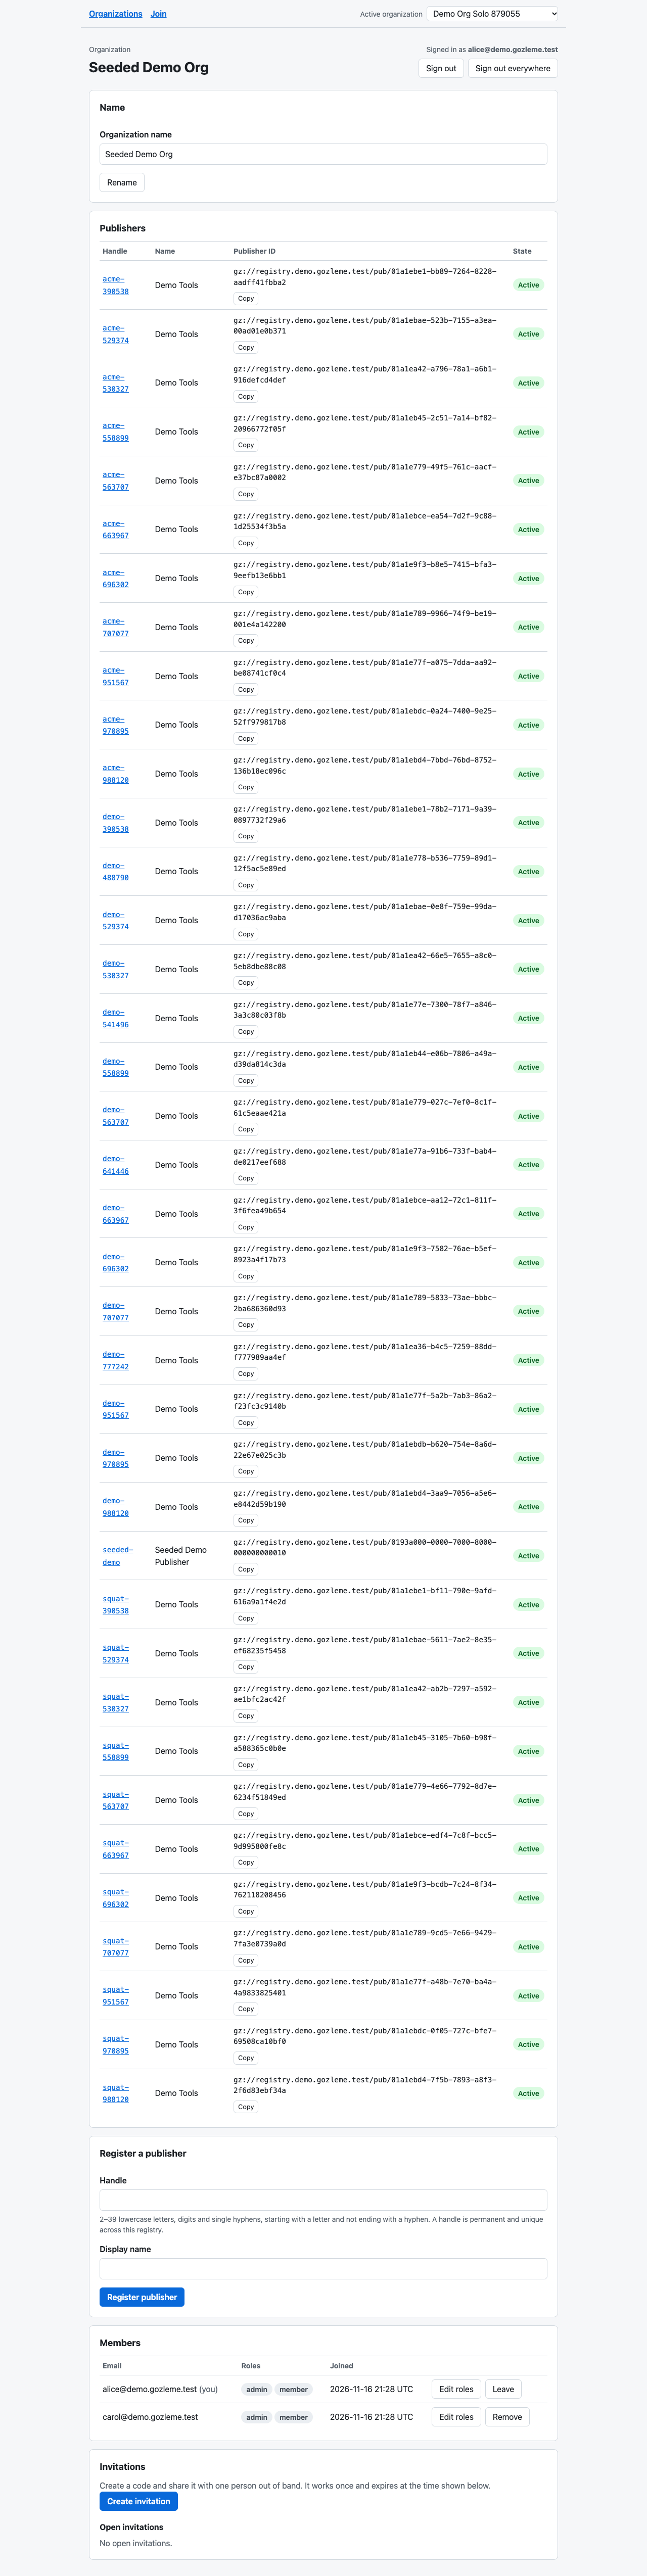 Organizations Join Active organization Demo Org Solo 879055
Organization Signed in as alice@demo.gozleme.test
Seeded Demo Org Sign out Sign out everywhere
Name
Organization name
Seeded Demo Org
Rename
Publishers
Handle Name Publisher ID State
acme-390538 Demo Tools gz://registry.demo.gozleme.test/pub/01a1ebe1-bb89-7264-8228-aadff41fbba2 Active
Copy
acme-529374 Demo Tools gz://registry.demo.gozleme.test/pub/01a1ebae-523b-7155-a3ea-00ad01e0b371 Active
Copy
acme-530327 Demo Tools gz://registry.demo.gozleme.test/pub/01a1ea42-a796-78a1-a6b1-916defcd4def Active
Copy
acme-558899 Demo Tools gz://registry.demo.gozleme.test/pub/01a1eb45-2c51-7a14-bf82-20966772f05f Active
Copy
acme-563707 Demo Tools gz://registry.demo.gozleme.test/pub/01a1e779-49f5-761c-aacf-e37bc87a0002 Active
Copy
acme-663967 Demo Tools gz://registry.demo.gozleme.test/pub/01a1ebce-ea54-7d2f-9c88-1d25534f3b5a Active
Copy
acme-696302 Demo Tools gz://registry.demo.gozleme.test/pub/01a1e9f3-b8e5-7415-bfa3-9eefb13e6bb1 Active
Copy
acme-707077 Demo Tools gz://registry.demo.gozleme.test/pub/01a1e789-9966-74f9-be19-001e4a142200 Active
Copy
acme-951567 Demo Tools gz://registry.demo.gozleme.test/pub/01a1e77f-a075-7dda-aa92-be08741cf0c4 Active
Copy
acme-970895 Demo Tools gz://registry.demo.gozleme.test/pub/01a1ebdc-0a24-7400-9e25-52ff979817b8 Active
Copy
acme-988120 Demo Tools gz://registry.demo.gozleme.test/pub/01a1ebd4-7bbd-76bd-8752-136b18ec096c Active
Copy
demo-390538 Demo Tools gz://registry.demo.gozleme.test/pub/01a1ebe1-78b2-7171-9a39-0897732f29a6 Active
Copy
demo-488790 Demo Tools gz://registry.demo.gozleme.test/pub/01a1e778-b536-7759-89d1-12f5ac5e89ed Active
Copy
demo-529374 Demo Tools gz://registry.demo.gozleme.test/pub/01a1ebae-0e8f-759e-99da-d17036ac9aba Active
Copy
demo-530327 Demo Tools gz://registry.demo.gozleme.test/pub/01a1ea42-66e5-7655-a8c0-5eb8dbe88c08 Active
Copy
demo-541496 Demo Tools gz://registry.demo.gozleme.test/pub/01a1e77e-7300-78f7-a846-3a3c80c03f8b Active
Copy
demo-558899 Demo Tools gz://registry.demo.gozleme.test/pub/01a1eb44-e06b-7806-a49a-d39da814c3da Active
Copy
demo-563707 Demo Tools gz://registry.demo.gozleme.test/pub/01a1e779-027c-7ef0-8c1f-61c5eaae421a Active
Copy
demo-641446 Demo Tools gz://registry.demo.gozleme.test/pub/01a1e77a-91b6-733f-bab4-de0217eef688 Active
Copy
demo-663967 Demo Tools gz://registry.demo.gozleme.test/pub/01a1ebce-aa12-72c1-811f-3f6fea49b654 Active
Copy
demo-696302 Demo Tools gz://registry.demo.gozleme.test/pub/01a1e9f3-7582-76ae-b5ef-8923a4f17b73 Active
Copy
demo-707077 Demo Tools gz://registry.demo.gozleme.test/pub/01a1e789-5833-73ae-bbbc-2ba686360d93 Active
Copy
demo-777242 Demo Tools gz://registry.demo.gozleme.test/pub/01a1ea36-b4c5-7259-88dd-f777989aa4ef Active
Copy
demo-951567 Demo Tools gz://registry.demo.gozleme.test/pub/01a1e77f-5a2b-7ab3-86a2-f23fc3c9140b Active
Copy
demo-970895 Demo Tools gz://registry.demo.gozleme.test/pub/01a1ebdb-b620-754e-8a6d-22e67e025c3b Active
Copy
demo-988120 Demo Tools gz://registry.demo.gozleme.test/pub/01a1ebd4-3aa9-7056-a5e6-e8442d59b190 Active
Copy
seeded-demo Seeded Demo Publisher gz://registry.demo.gozleme.test/pub/0193a000-0000-7000-8000-000000000010 Active
Copy
squat-390538 Demo Tools gz://registry.demo.gozleme.test/pub/01a1ebe1-bf11-790e-9afd-616a9a1f4e2d Active
Copy
squat-529374 Demo Tools gz://registry.demo.gozleme.test/pub/01a1ebae-5611-7ae2-8e35-ef68235f5458 Active
Copy
squat-530327 Demo Tools gz://registry.demo.gozleme.test/pub/01a1ea42-ab2b-7297-a592-ae1bfc2ac42f Active
Copy
squat-558899 Demo Tools gz://registry.demo.gozleme.test/pub/01a1eb45-3105-7b60-b98f-a588365c0b0e Active
Copy
squat-563707 Demo Tools gz://registry.demo.gozleme.test/pub/01a1e779-4e66-7792-8d7e-6234f51849ed Active
Copy
squat-663967 Demo Tools gz://registry.demo.gozleme.test/pub/01a1ebce-edf4-7c8f-bcc5-9d995800fe8c Active
Copy
squat-696302 Demo Tools gz://registry.demo.gozleme.test/pub/01a1e9f3-bcdb-7c24-8f34-762118208456 Active
Copy
squat-707077 Demo Tools gz://registry.demo.gozleme.test/pub/01a1e789-9cd5-7e66-9429-7fa3e0739a0d Active
Copy
squat-951567 Demo Tools gz://registry.demo.gozleme.test/pub/01a1e77f-a48b-7e70-ba4a-4a9833825401 Active
Copy
squat-970895 Demo Tools gz://registry.demo.gozleme.test/pub/01a1ebdc-0f05-727c-bfe7-69508ca10bf0 Active
Copy
squat-988120 Demo Tools gz://registry.demo.gozleme.test/pub/01a1ebd4-7f5b-7893-a8f3-2f6d83ebf34a Active
Copy
Register a publisher
Handle
2–39 lowercase letters, digits and single hyphens, starting with a letter and not ending with a hyphen. A handle is permanent and unique
across this registry.
Display name
Register publisher
Members
Email Roles Joined
alice@demo.gozleme.test (you) admin member 2026-11-16 21:28 UTC Edit roles Leave
carol@demo.gozleme.test admin member 2026-11-16 21:28 UTC Edit roles Remove
Invitations
Create a code and share it with one person out of band. It works once and expires at the time shown below.
Create invitation
Open invitations
No open invitations.